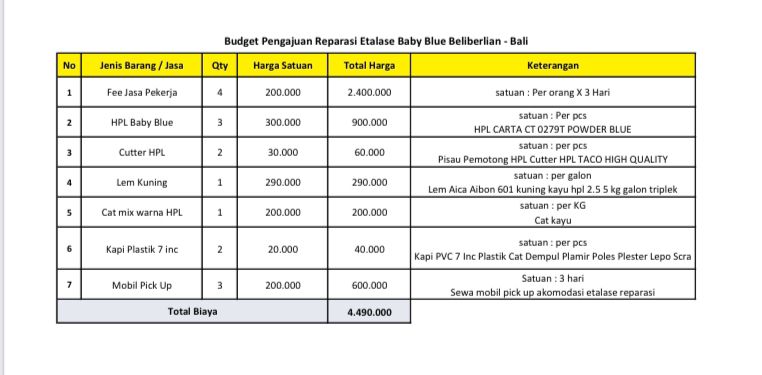 Budget Pengajuan Reparasi Etalase Baby Blue Beliberlian - Bali
No Jenis Barang / Jasa Qty Harga Satuan Total Harga Keterangan
1 Fee Jasa Pekerja 4 200.000 2.400.000 satuan : Per orang X 3 Hari
2 HPL Baby Blue 3 300.000 900.000 satuan : Per pcs
HPL CARTA CT 0279T POWDER BLUE
3 Cutter HPL 2 30.000 60.000 satuan : per pcs
Pisau Pemotong HPL Cutter HPL TACO HIGH QUALITY
4 Lem Kuning 1 290.000 290.000 satuan : per galon
Lem Aica Aibon 601 kuning kayu hpl 2.5 5 kg galon triplek
5 Cat mix warna HPL 1 200.000 200.000 satuan : per KG
Cat kayu
6 Kapi Plastik 7 inc 2 20.000 40.000 satuan : per pcs
Kapi PVC 7 Inc Plastik Cat Dempul Plamir Poles Plester Lepo Scra
7 Mobil Pick Up 3 200.000 600.000 Satuan : 3 hari
Sewa mobil pick up akomodasi etalase reparasi
Total Biaya 4.490.000